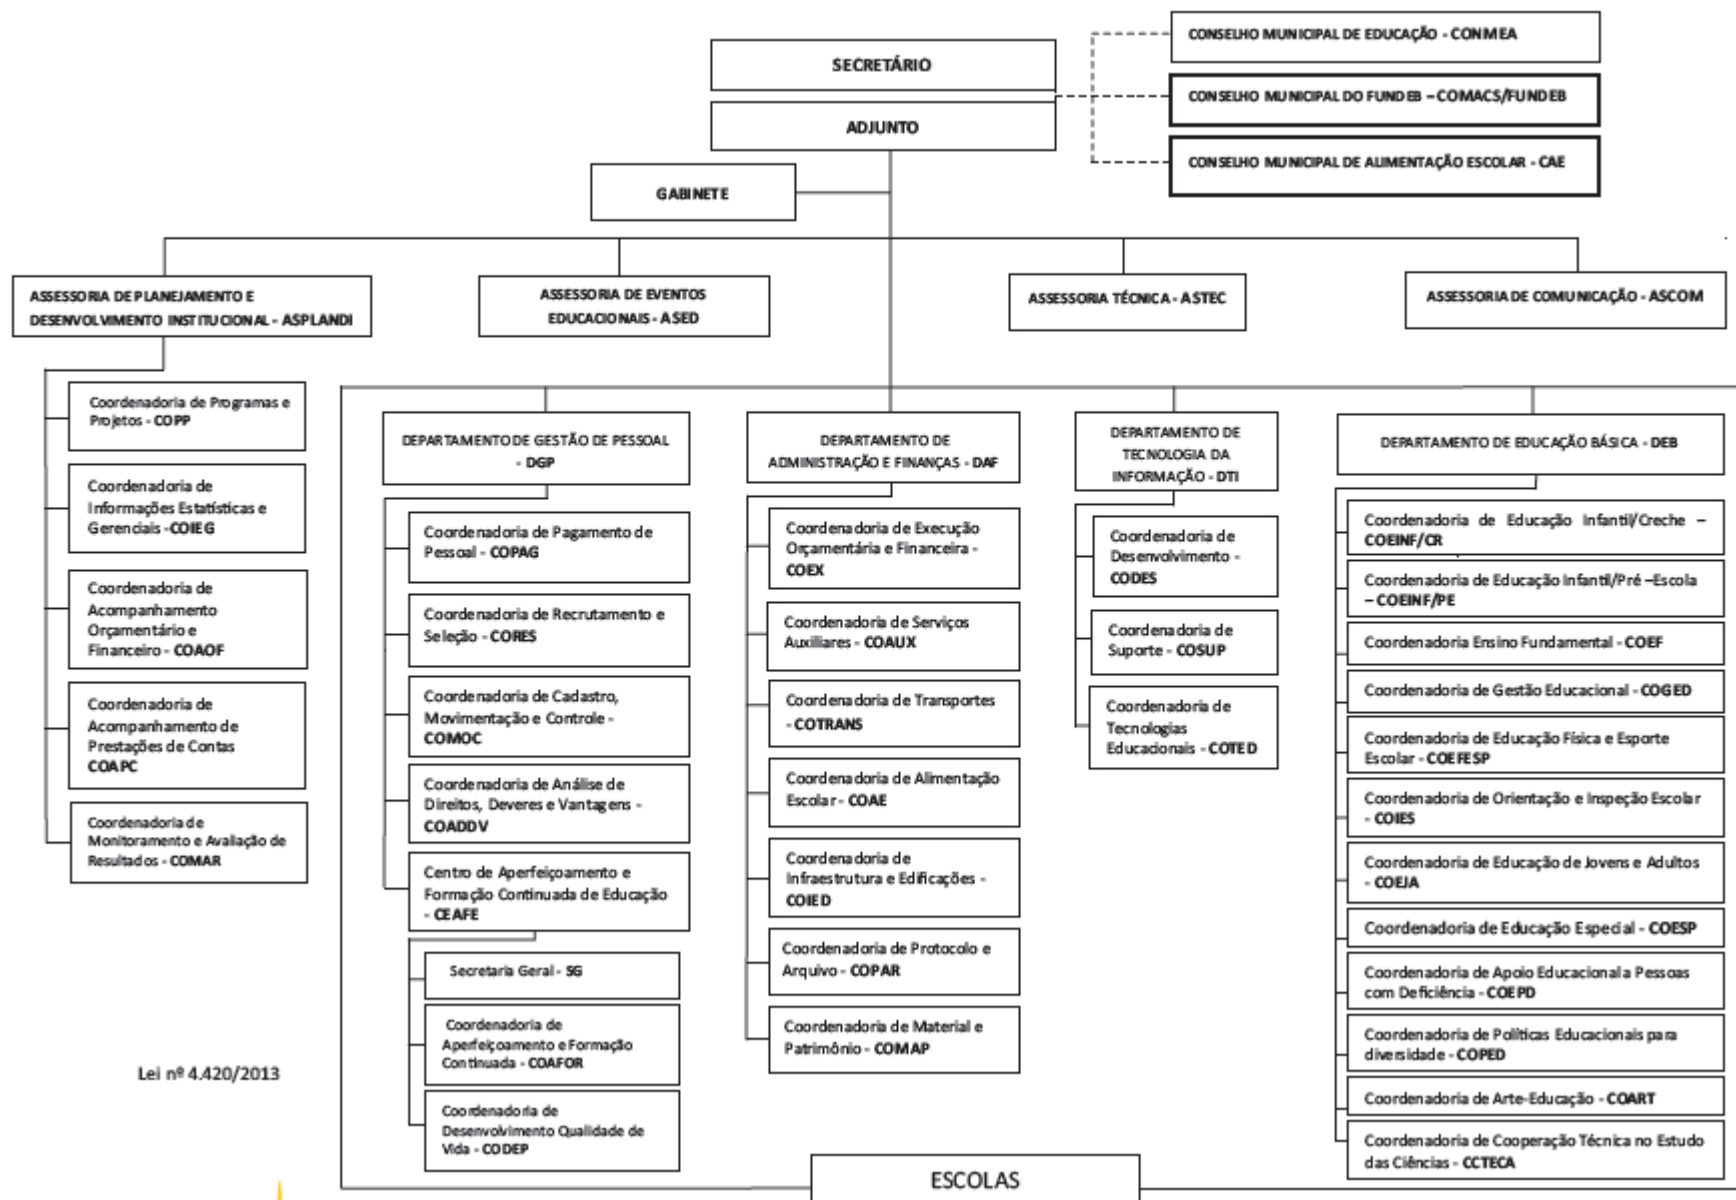 SECRETÁRIO
ADJUNTO
CONSELHO MUNICIPAL DE EDUCAÇÃO - CONMEA
CONSELHO MUNICIPAL DO FUNDEB – COMACS/FUNDEB
CONSELHO MUNICIPAL DE ALIMENTAÇÃO ESCOLAR - CAE
GABINETE
ASSESSORIA DE PLANEJAMENTO E
DESENVOLVIMENTO INSTITUCIONAL - ASPLANDI
ASSESSORIA DE EVENTOS
EDUCACIONAIS - ASED
ASSESSORIA TÉCNICA - ASTEC
ASSESSORIA DE COMUNICAÇÃO - ASCOM
Coordenadoria de Programas e
Projetos - COPP
Coordenadoria de
Informações Estatísticas e
Gerenciais -COIEG
Coordenadoria de
Acompanhamento
Orçamentário e
Financeiro - COAOF
Coordenadoria de
Acompanhamento de
Prestações de Contas
COAPC
Coordenadoria de
Monitoramento e Avaliação de
Resultados - COMAR
DEPARTAMENTO DE GESTÃO DE PESSOAL
- DGP
Coordenadoria de Pagamento de
Pessoal - COPAG
Coordenadoria de Recrutamento e
Seleção - CORES
Coordenadoria de Cadastro,
Movimentação e Controle -
COMOC
Coordenadoria de Análise de
Direitos, Deveres e Vantagens -
COADDV
Centro de Aperfeiçoamento e
Formação Continuada de Educação
- CEAFE
Secretaria Geral - SG
Coordenadoria de
Aperfeiçoamento e Formação
Continuada - COAFOR
Coordenadoria de
Desenvolvimento Qualidade de
Vida - CODEP
DEPARTAMENTO DE
ADMINISTRAÇÃO E FINANÇAS - DAF
Coordenadoria de Execução
Orçamentária e Financeira -
COEX
Coordenadoria de Serviços
Auxiliares - COAUX
Coordenadoria de Transportes
- COTRANS
Coordenadoria de Alimentação
Escolar - COAE
Coordenadoria de
Infraestrutura e Edificações -
COIED
Coordenadoria de Protocolo e
Arquivo - COPAR
Coordenadoria de Material e
Patrimônio - COMAP
DEPARTAMENTO DE
TECNOLOGIA DA
INFORMAÇÃO - DTI
Coordenadoria de
Desenvolvimento -
CODES
Coordenadoria de
Suporte - COSUP
Coordenadoria de
Tecnologias
Educacionais - COTED
DEPARTAMENTO DE EDUCAÇÃO BÁSICA - DEB
Coordenadoria de Educação Infantil/Creche –
COEINF/CR
Coordenadoria de Educação Infantil/Pré –Escola
– COEINF/PE
Coordenadoria Ensino Fundamental - COEF
Coordenadoria de Gestão Educacional - COGED
Coordenadoria de Educação Física e Esporte
Escolar - COEFESP
Coordenadoria de Orientação e Inspeção Escolar
- COIES
Coordenadoria de Educação de Jovens e Adultos
- COEJA
Coordenadoria de Educação Especial - COESP
Coordenadoria de Apoio Educacional a Pessoas
com Deficiência - COEPD
Coordenadoria de Políticas Educacionais para
diversidade - COPED
Coordenadoria de Arte-Educação - COART
Coordenadoria de Cooperação Técnica no Estudo
das Ciências - CCTECA
Lei nº 4.420/2013
ESCOLAS